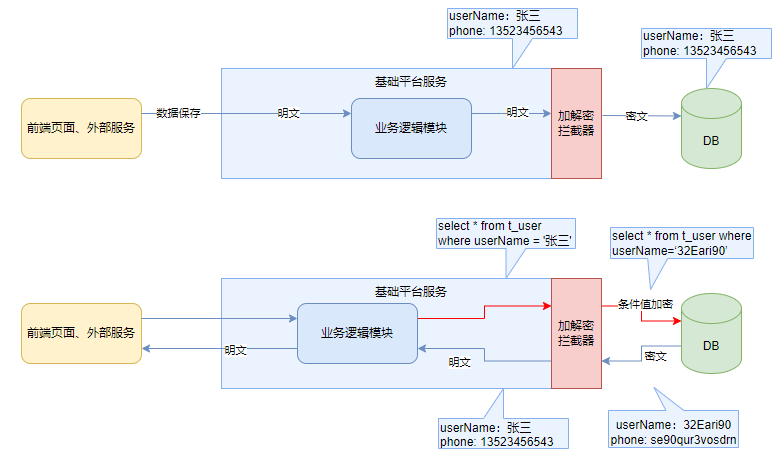 userName：张三
phone: 13523456543
userName：张三
phone: 13523456543
基础平台服务
前端页面、外部服务
数据保存
明文
业务逻辑模块
明文
加解密
拦截器
密文
DB
select * from t_user
where userName = '张三'
select * from t_user where
userName=‘32Eari90’
基础平台服务
前端页面、外部服务
业务逻辑模块
加解密
拦截器
条件值加密
DB
明文
明文
密文
userName：张三
phone: 13523456543
userName：32Eari90
phone: se90qur3vosdrn